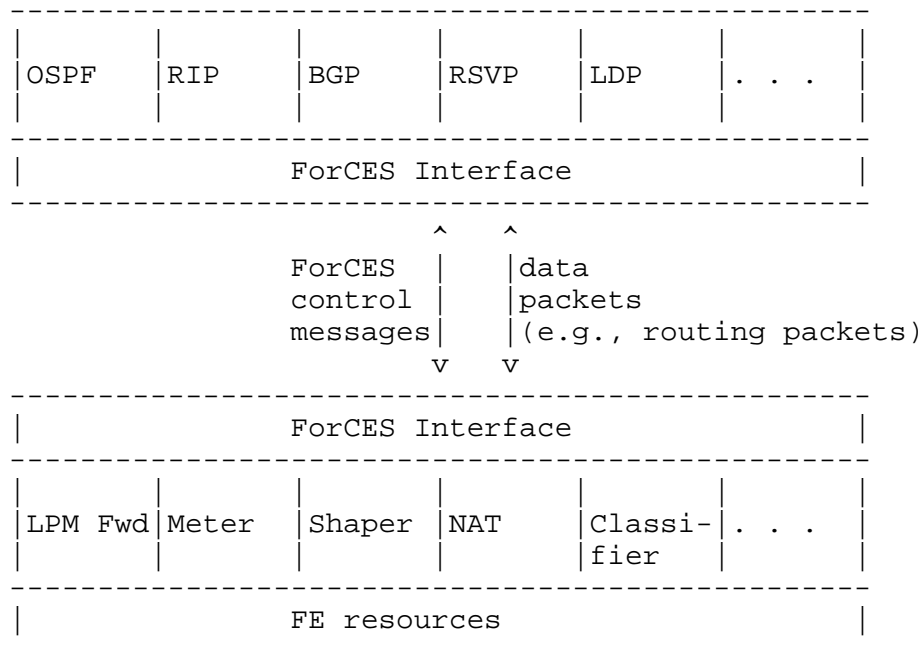 OSPF RIP BGP RSVP LDP . . .
ForCES Interface
ForCES data
control packets
messages (e.g., routing packets)
v v
ForCES Interface
LPM Fwd Meter Shaper NAT Classi- . . .
fier
FE resources